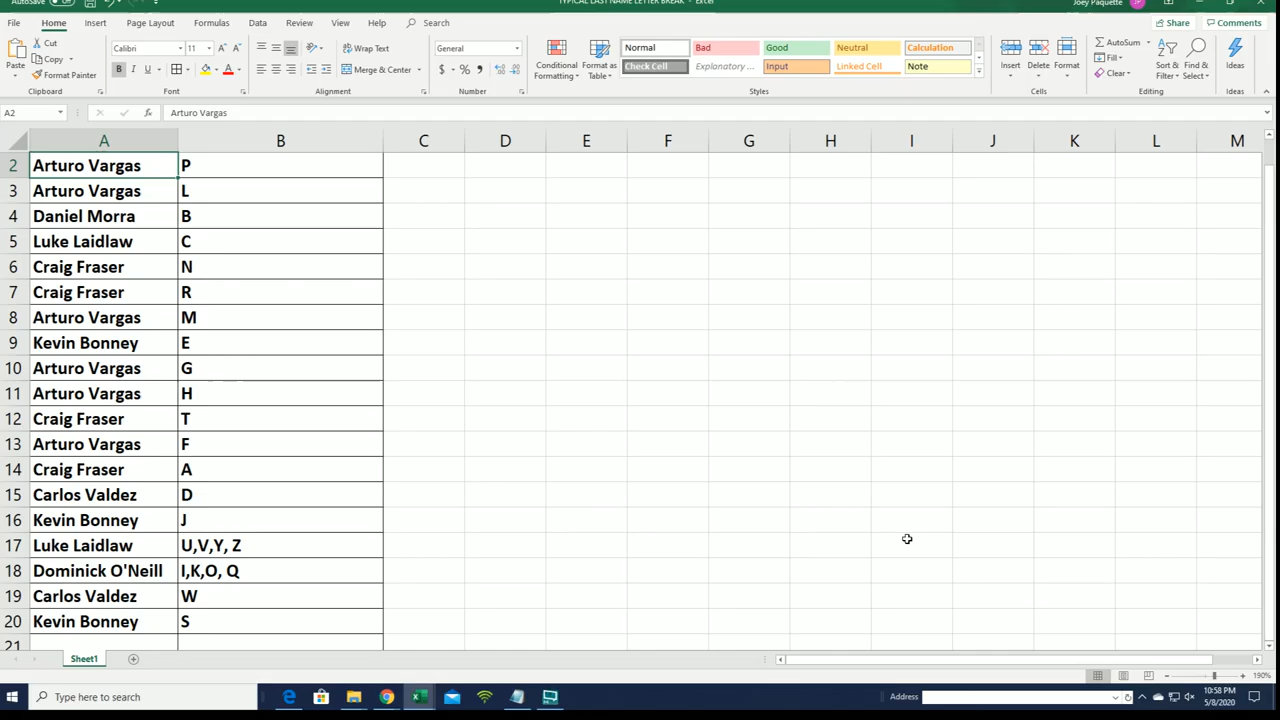 AutoSave
TYPICAL LAST NAME LETTER BREAK - Excel
Joey Paquette
JP
File Home Insert Page Layout Formulas Data Review View Help Search
Share Comments
Paste
Cut
Copy
Format Painter
Clipboard
Calibri 11
B I U
Font
Wrap Text
Merge & Center
Alignment
General
$ % ,
Number
Conditional Formatting
Format as Table
Normal Bad Good Neutral Calculation
Check Cell Explanatory ... Input Linked Cell Note
Styles
Insert Delete Format
Cells
AutoSum
Fill
Clear
Sort & Filter
Find & Select
Editing
Ideas
Ideas
A2 fx Arturo Vargas
A B C D E F G H I J K L M
2 Arturo Vargas P
3 Arturo Vargas L
4 Daniel Morra B
5 Luke Laidlaw C
6 Craig Fraser N
7 Craig Fraser R
8 Arturo Vargas M
9 Kevin Bonney E
10 Arturo Vargas G
11 Arturo Vargas H
12 Craig Fraser T
13 Arturo Vargas F
14 Craig Fraser A
15 Carlos Valdez D
16 Kevin Bonney J
17 Luke Laidlaw U,V,Y, Z
18 Dominick O'Neill I,K,O, Q
19 Carlos Valdez W
20 Kevin Bonney S
21
Sheet1
190%
Type here to search
Address
10:58 PM
5/8/2020